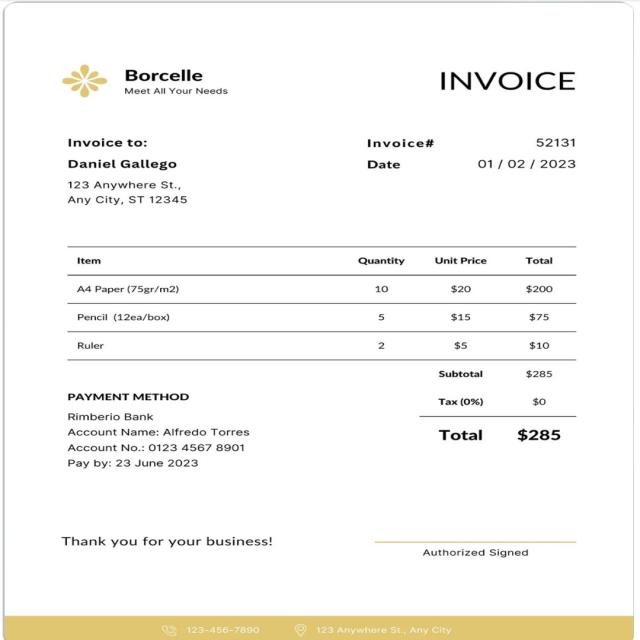 Borcelle
Meet All Your Needs
INVOICE
Invoice to:
Daniel Gallego
123 Anywhere St.,
Any City, ST 12345
Invoice# 52131
Date 01 / 02 / 2023
Item Quantity Unit Price Total
A4 Paper (75gr/m2) 10 $20 $200
Pencil (12ea/box) 5 $15 $75
Ruler 2 $5 $10
Subtotal $285
Tax (0%) $0
Total $285
PAYMENT METHOD
Rimberio Bank
Account Name: Alfredo Torres
Account No.: 0123 4567 8901
Pay by: 23 June 2023
Thank you for your business!
Authorized Signed
123-456-7890 123 Anywhere St., Any City